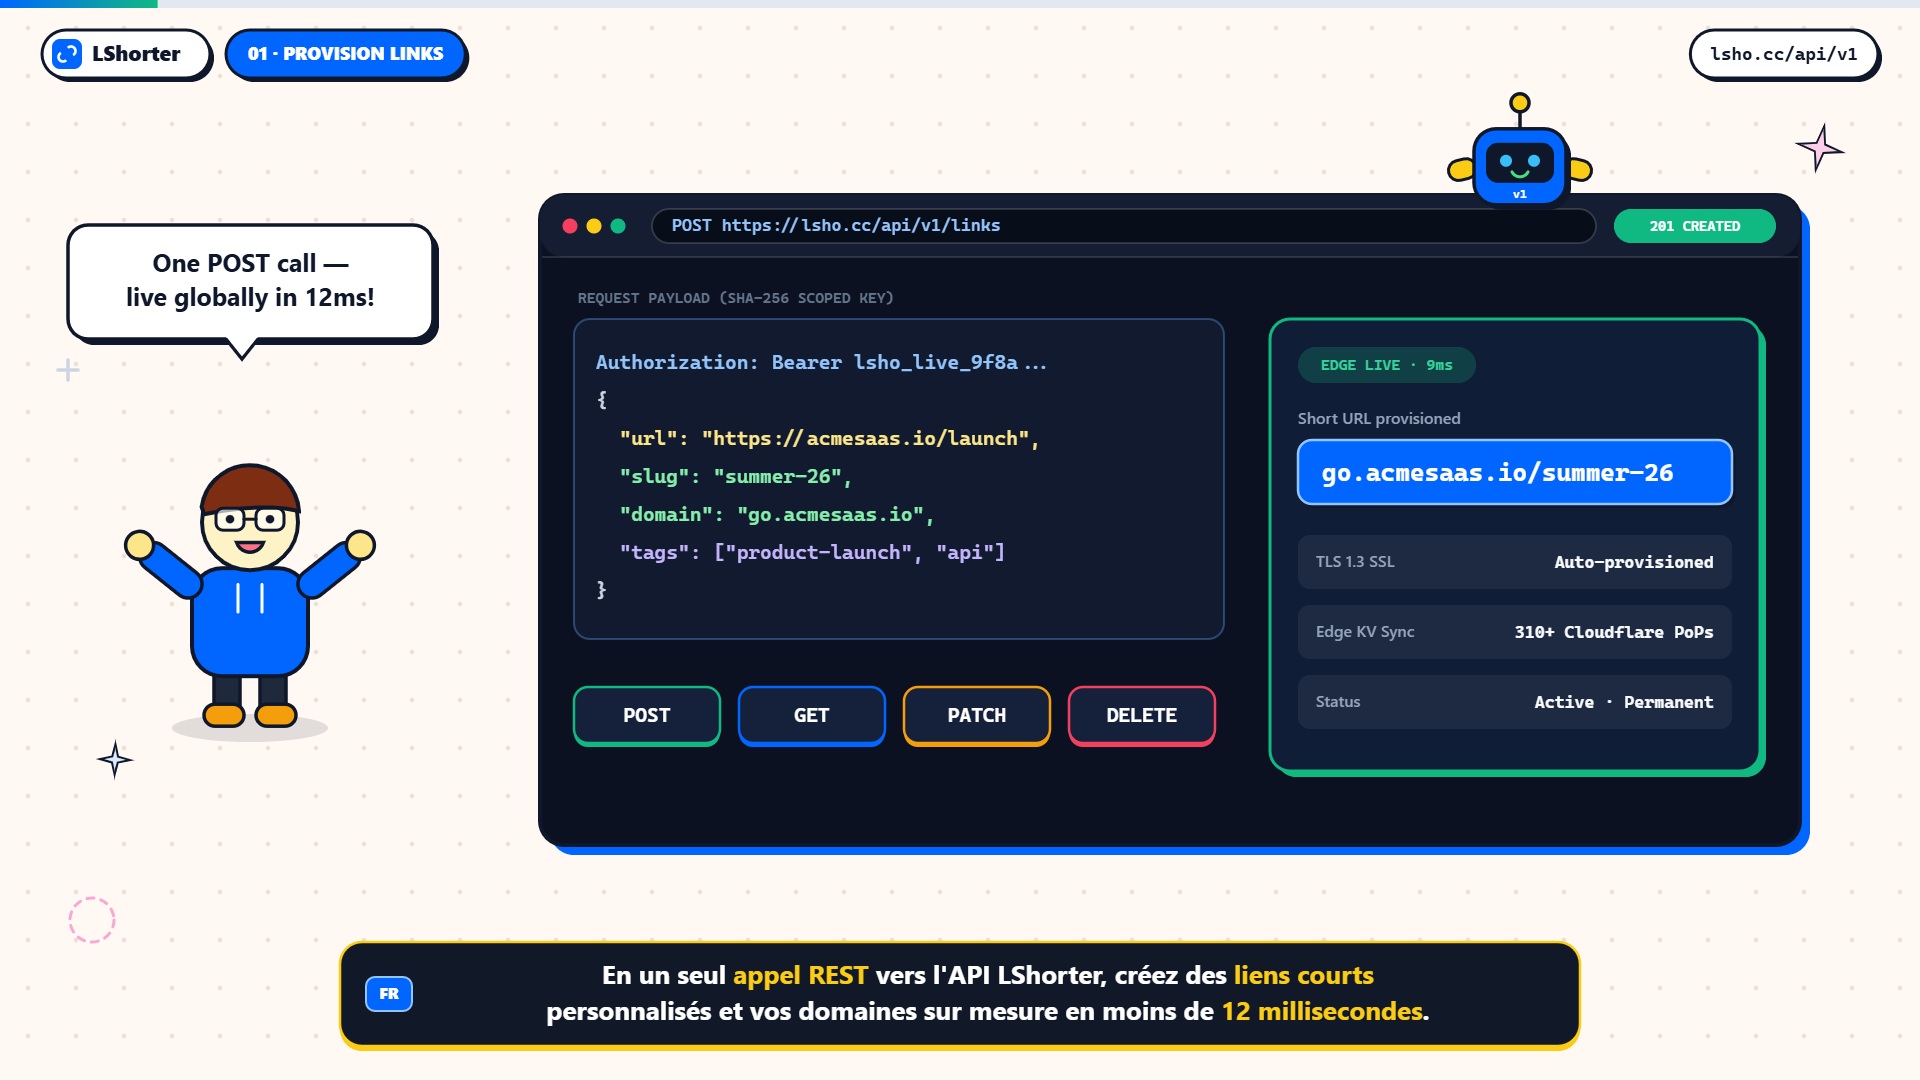 LShorter
01 · PROVISION LINKS
lsho.cc/api/v1
v1
One POST call —
live globally in 12ms!
POST https://lsho.cc/api/v1/links
201 CREATED
REQUEST PAYLOAD (SHA-256 SCOPED KEY)
Authorization: Bearer lsho_live_9f8a...
{
"url": "https://acmesaas.io/launch",
"slug": "summer-26",
"domain": "go.acmesaas.io",
"tags": ["product-launch", "api"]
}
POST
GET
PATCH
DELETE
EDGE LIVE · 9ms
Short URL provisioned
go.acmesaas.io/summer-26
TLS 1.3 SSL
Auto-provisioned
Edge KV Sync
310+ Cloudflare PoPs
Status
Active · Permanent
FR
En un seul appel REST vers l'API LShorter, créez des liens courts
personnalisés et vos domaines sur mesure en moins de 12 millisecondes.